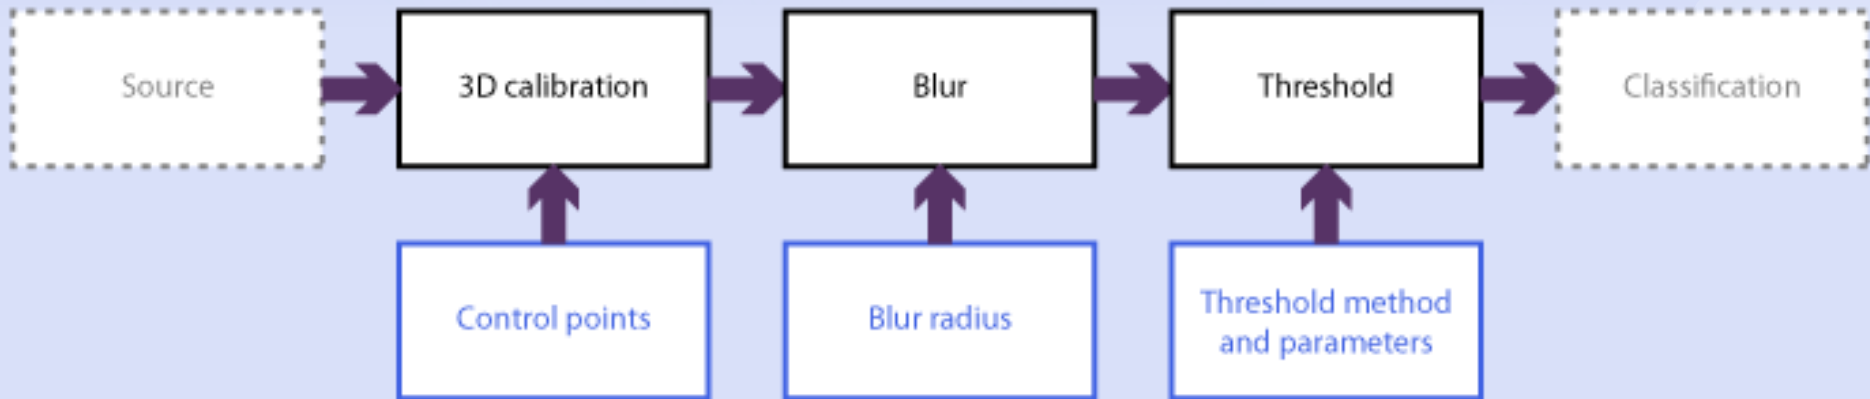 Source
3D calibration
Blur
Threshold
Classification
Control points
Blur radius
Threshold method
and parameters